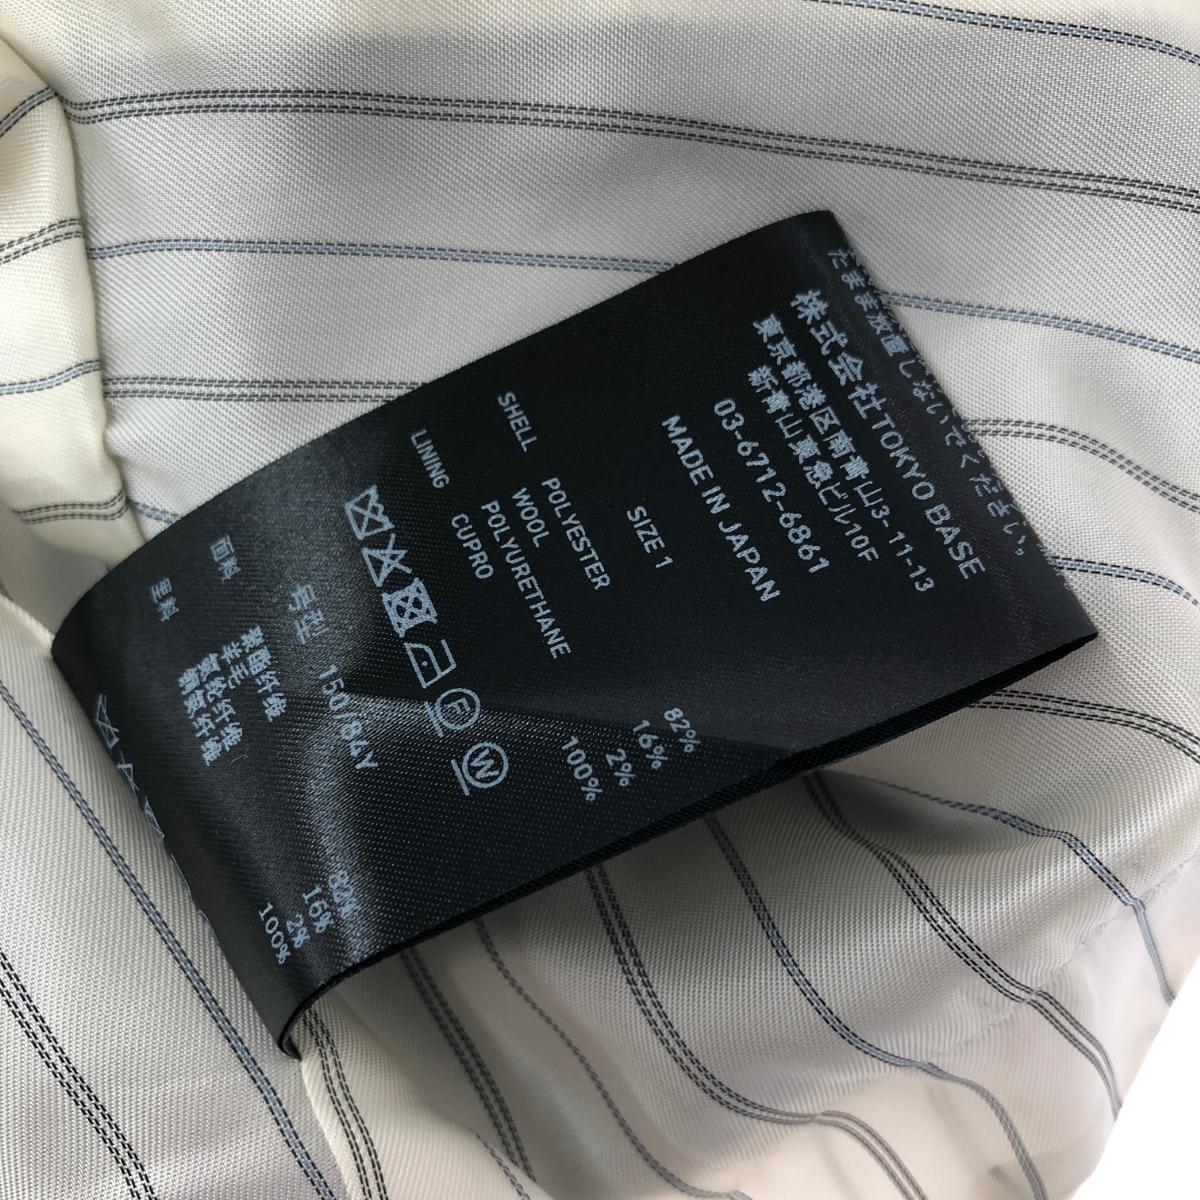 たまま放置しないでください。
株式会社TOKYO BASE
東京都港区南青山3-11-13
新青山東急ビル10F
03-6712-6861
MADE IN JAPAN
SIZE 1
SHELL POLYESTER 82%
WOOL 16%
POLYURETHANE 2%
LINING CUPRO 100%
F
W
号型 150/84Y
面料 聚酯纤维 82%
羊毛 16%
氨纶纤维 2%
里料 铜氨纤维 100%